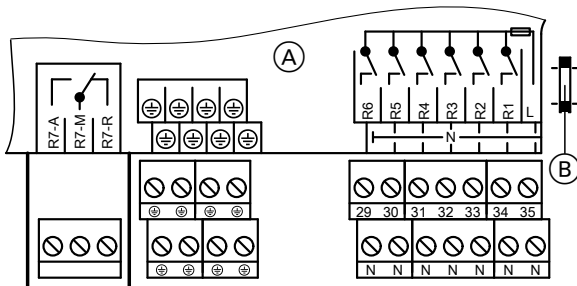 A
R7-A R7-M R7-R
R6 R5 R4 R3 R2 R1 L
N
B
29 30 31 32 33 34 35
N N N N N N N